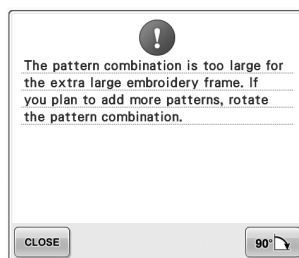 The pattern combination is too large for
the extra large embroidery frame. If
you plan to add more patterns, rotate
the pattern combination.
CLOSE
90°